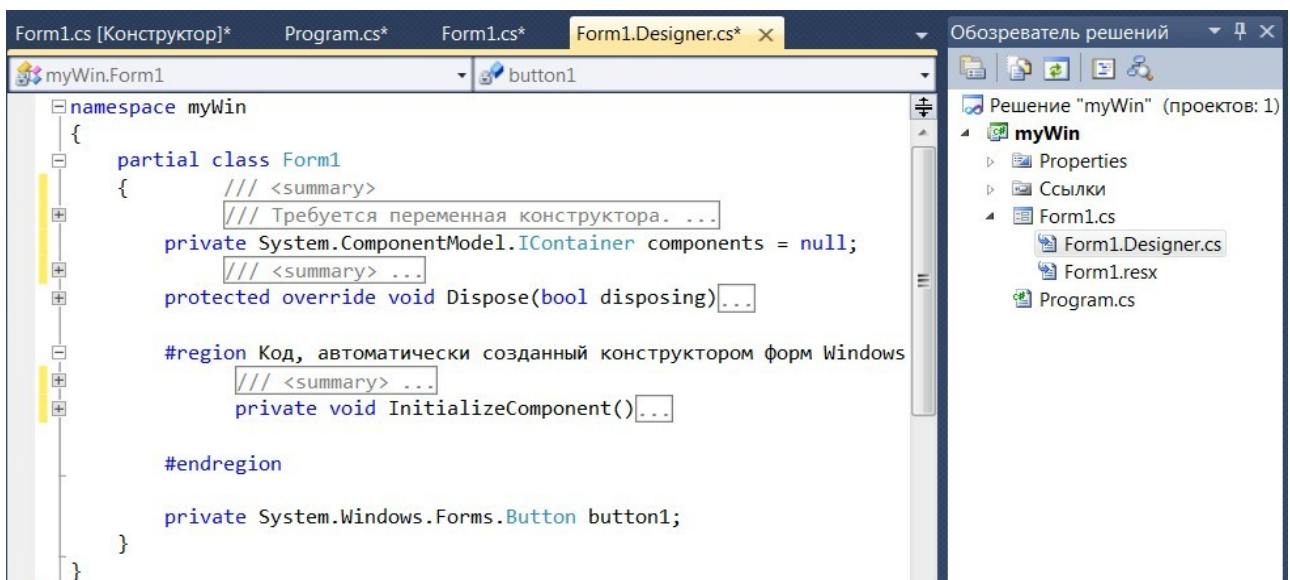 Form1.cs [Конструктор]* Program.cs* Form1.cs* Form1.Designer.cs*
myWin.Form1 button1
namespace myWin
{
partial class Form1
{ /// <summary>
/// Требуется переменная конструктора. ...
private System.ComponentModel.IContainer components = null;
/// <summary> ...
protected override void Dispose(bool disposing)...
#region Код, автоматически созданный конструктором форм Windows
/// <summary> ...
private void InitializeComponent()...
#endregion
private System.Windows.Forms.Button button1;
}
}
Обозреватель решений
Решение "myWin" (проектов: 1)
myWin
Properties
Ссылки
Form1.cs
Form1.Designer.cs
Form1.resx
Program.cs